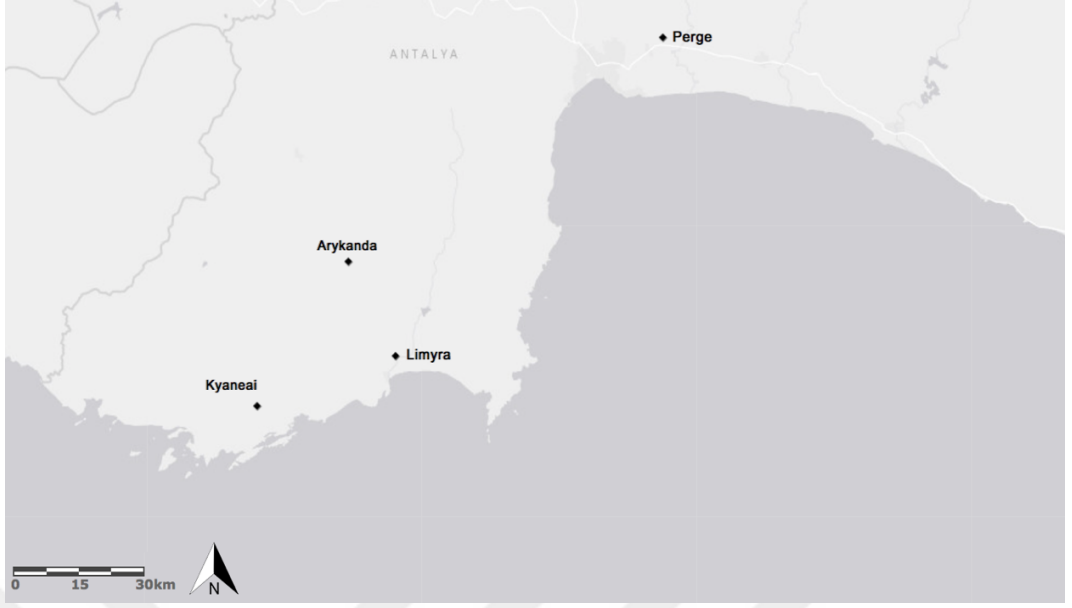 Perge
ANTALYA
Arykanda
Limyra
Kyaneai
N
0 15 30km